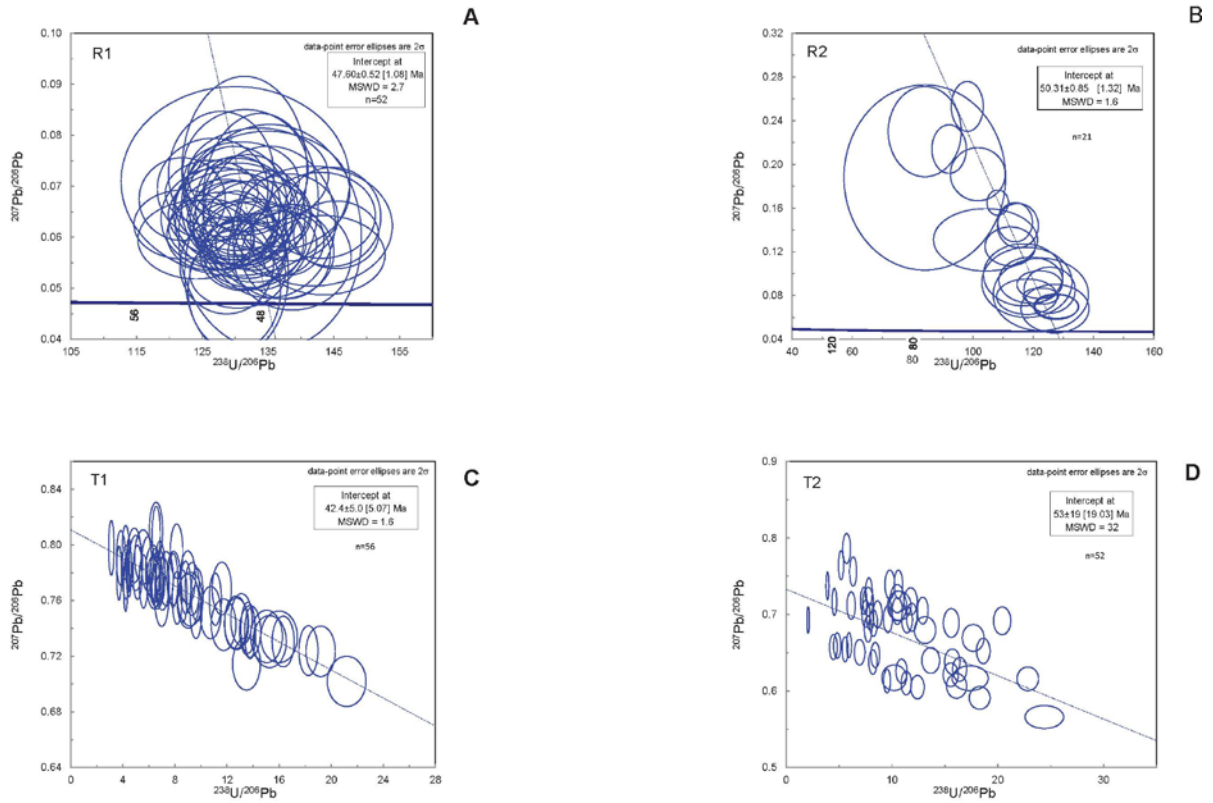 A
R1
data-point error ellipses are 2σ
Intercept at
47.60±0.52 [1.08] Ma
MSWD = 2.7
n=52
0.10
0.09
0.08
0.07
0.06
0.05
0.04
207Pb/206Pb
56
48
105
115
125
135
145
155
238U/206Pb
B
R2
data-point error ellipses are 2σ
Intercept at
50.31±0.85 [1.32] Ma
MSWD = 1.6
n=21
0.32
0.28
0.24
0.20
0.16
0.12
0.08
0.04
207Pb/206Pb
120
80
40
60
80
100
120
140
160
238U/206Pb
C
T1
data-point error ellipses are 2σ
Intercept at
42.4±5.0 [5.07] Ma
MSWD = 1.6
n=56
0.84
0.80
0.76
0.72
0.68
0.64
207Pb/206Pb
0
4
8
12
16
20
24
28
238U/206Pb
D
T2
data-point error ellipses are 2σ
Intercept at
53±19 [19.03] Ma
MSWD = 32
n=52
0.9
0.8
0.7
0.6
0.5
207Pb/206Pb
0
10
20
30
238U/206Pb